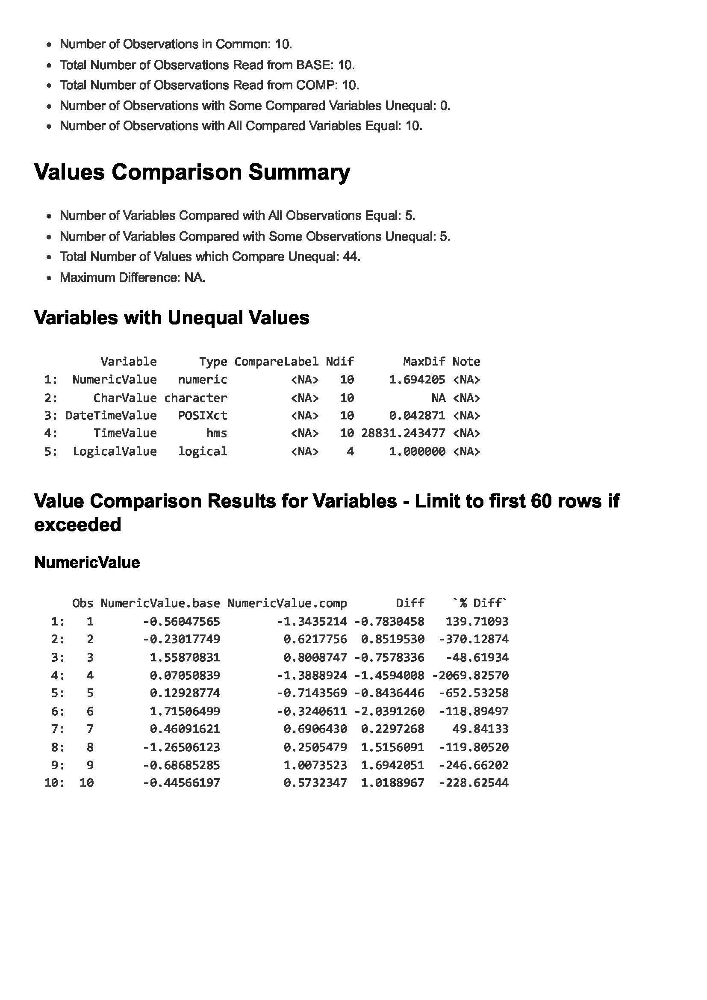 • Number of Observations in Common: 10.
• Total Number of Observations Read from BASE: 10.
• Total Number of Observations Read from COMP: 10.
• Number of Observations with Some Compared Variables Unequal: 0.
• Number of Observations with All Compared Variables Equal: 10.
Values Comparison Summary
• Number of Variables Compared with All Observations Equal: 5.
• Number of Variables Compared with Some Observations Unequal: 5.
• Total Number of Values which Compare Unequal: 44.
• Maximum Difference: NA.
Variables with Unequal Values
Variable Type CompareLabel Ndif MaxDif Note
1: NumericValue numeric <NA> 10 1.694205 <NA>
2: CharValue character <NA> 10 NA <NA>
3: DateTimeValue POSIXct <NA> 10 0.042871 <NA>
4: TimeValue hms <NA> 10 28831.243477 <NA>
5: LogicalValue logical <NA> 4 1.000000 <NA>
Value Comparison Results for Variables - Limit to first 60 rows if
exceeded
NumericValue
Obs NumericValue.base NumericValue.comp Diff `% Diff`
1: 1 -0.56047565 -1.3435214 -0.7830458 139.71093
2: 2 -0.23017749 0.6217756 0.8519530 -370.12874
3: 3 1.55870831 0.8008747 -0.7578336 -48.61934
4: 4 0.07050839 -1.3888924 -1.4594008 -2069.82570
5: 5 0.12928774 -0.7143569 -0.8436446 -652.53258
6: 6 1.71506499 -0.3240611 -2.0391260 -118.89497
7: 7 0.46091621 0.6906430 0.2297268 49.84133
8: 8 -1.26506123 0.2505479 1.5156091 -119.80520
9: 9 -0.68685285 1.0073523 1.6942051 -246.66202
10: 10 -0.44566197 0.5732347 1.0188967 -228.62544